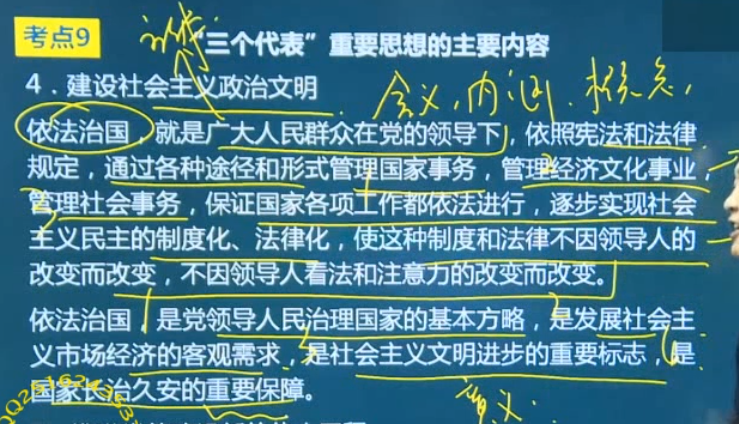 考点9
"三个代表"重要思想的主要内容
4.建设社会主义政治文明
含义,内涵.概念,
依法治国,就是广大人民群众在党的领导下,依照宪法和法律
规定,通过各种途径和形式管理国家事务,管理经济文化事业,
管理社会事务,保证国家各项工作都依法进行,逐步实现社会
主义民主的制度化、法律化,使这种制度和法律不因领导人的
改变而改变,不因领导人看法和注意力的改变而改变。
依法治国,是党领导人民治理国家的基本方略,是发展社会主
义市场经济的客观需求,是社会主义文明进步的重要标志,是
国家长治久安的重要保障。
意义